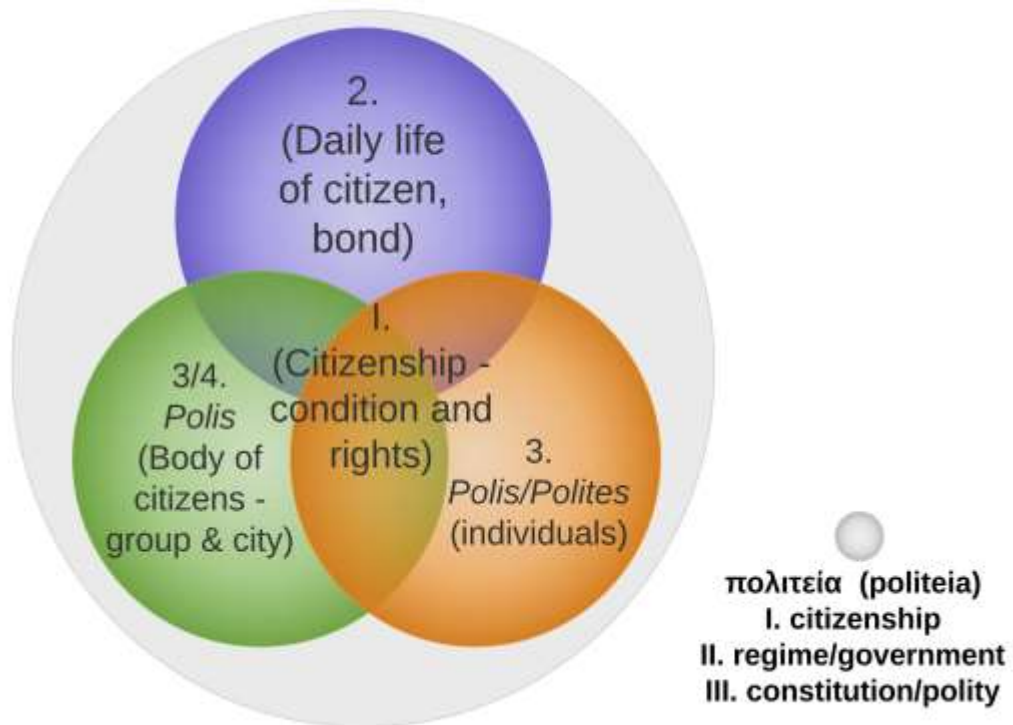 2.
(Daily life
of citizen,
bond)
I.
(Citizenship -
condition and
rights)
3/4.
Polis
(Body of
citizens -
group & city)
3.
Polis/Polites
(individuals)
πολιτεία (politeia)
I. citizenship
II. regime/government
III. constitution/polity